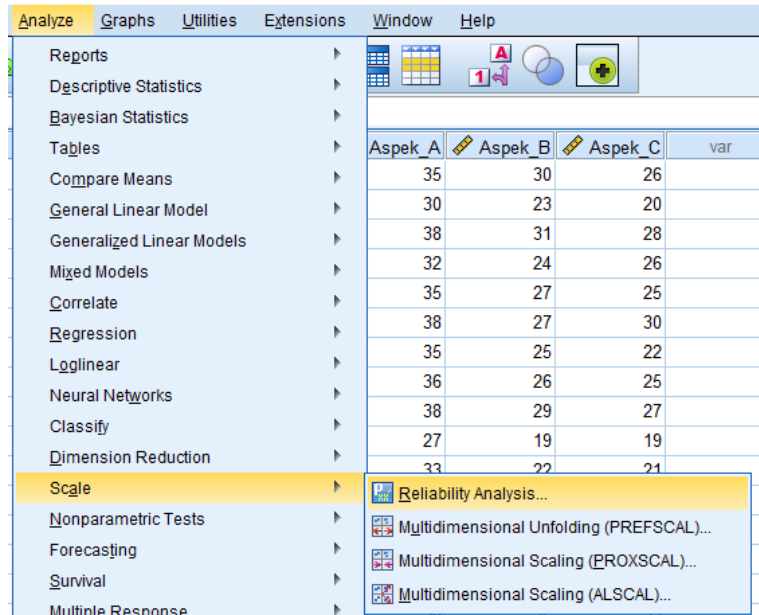 Analyze Graphs Utilities Extensions Window Help
Reports
Descriptive Statistics
Bayesian Statistics
Tables
Compare Means
General Linear Model
Generalized Linear Models
Mixed Models
Correlate
Regression
Loglinear
Neural Networks
Classify
Dimension Reduction
Scale
Nonparametric Tests
Forecasting
Survival
Multiple Response
A
1
Aspek_A Aspek_B Aspek_C var
35 30 26
30 23 20
38 31 28
32 24 26
35 27 25
38 27 30
35 25 22
36 26 25
38 29 27
27 19 19
33 22 21
Reliability Analysis...
Multidimensional Unfolding (PREFSCAL)...
Multidimensional Scaling (PROXSCAL)...
Multidimensional Scaling (ALSCAL)...